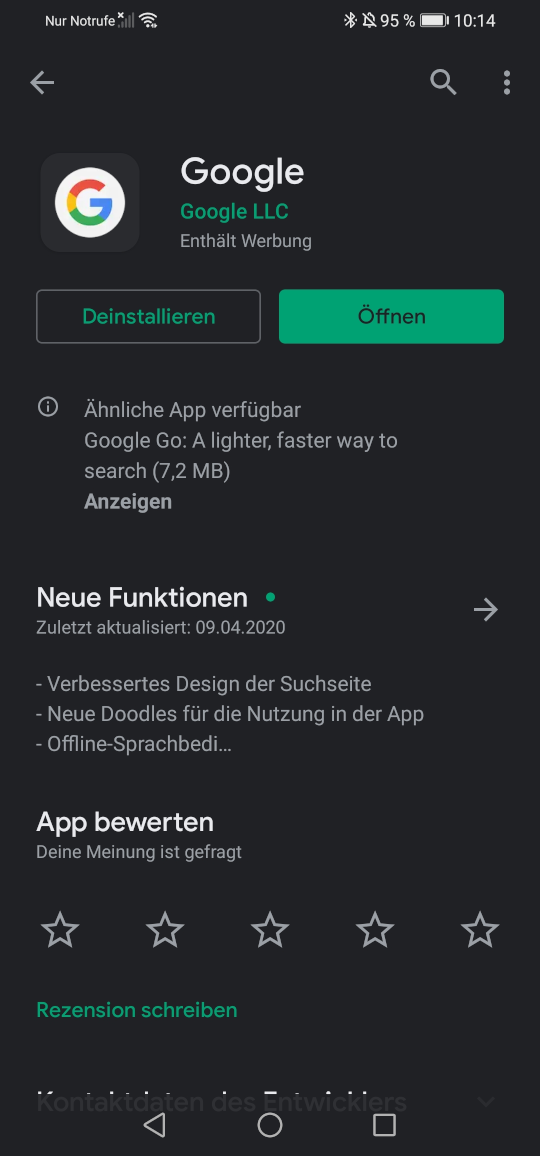 Nur Notrufe 95 % 10:14
Google
Google LLC
Enthält Werbung
Deinstallieren Öffnen
Ähnliche App verfügbar
Google Go: A lighter, faster way to
search (7,2 MB)
Anzeigen
Neue Funktionen
Zuletzt aktualisiert: 09.04.2020
- Verbessertes Design der Suchseite
- Neue Doodles für die Nutzung in der App
- Offline-Sprachbedi…
App bewerten
Deine Meinung ist gefragt
Rezension schreiben
Kontaktdaten des Entwicklers